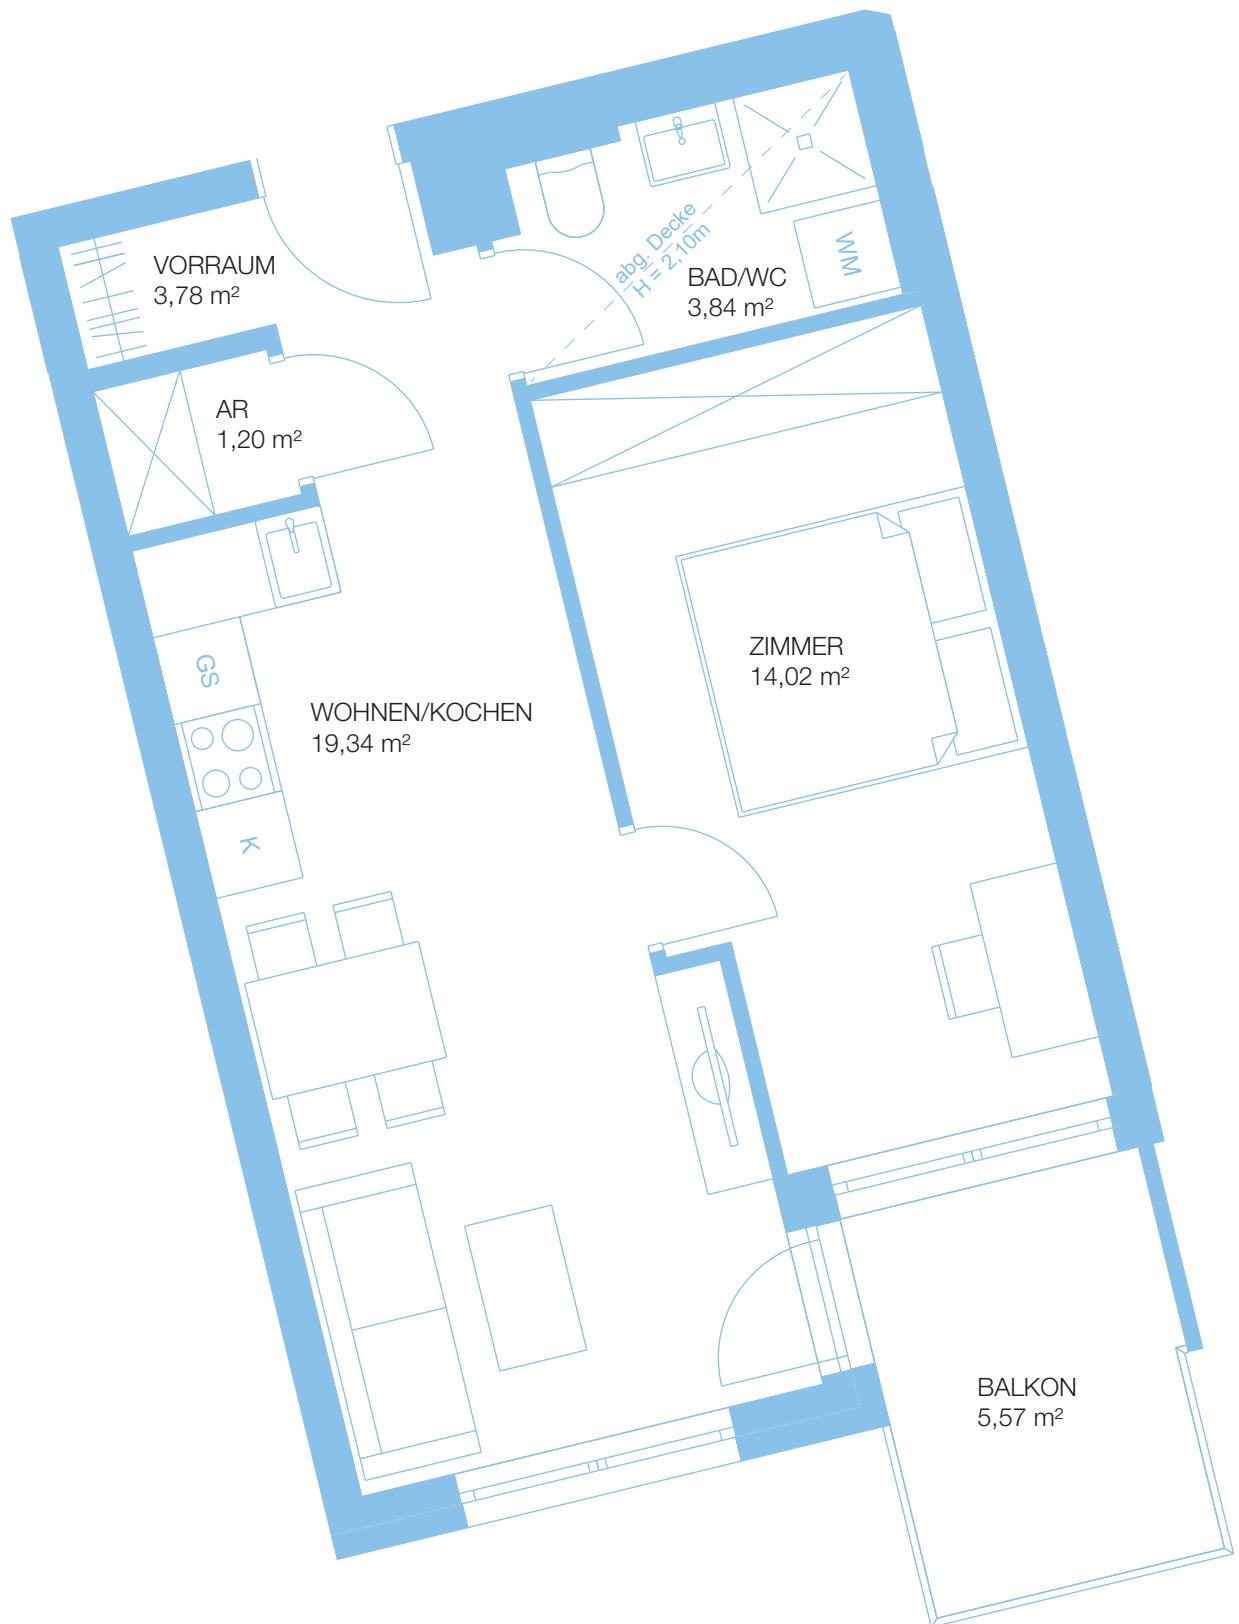 VORRAUM
3,78 m²
abg. Decke
H = 2,10m
BAD/WC
3,84 m²
WM
AR
1,20 m²
GS
ZIMMER
14,02 m²
WOHNEN/KOCHEN
19,34 m²
K
BALKON
5,57 m²